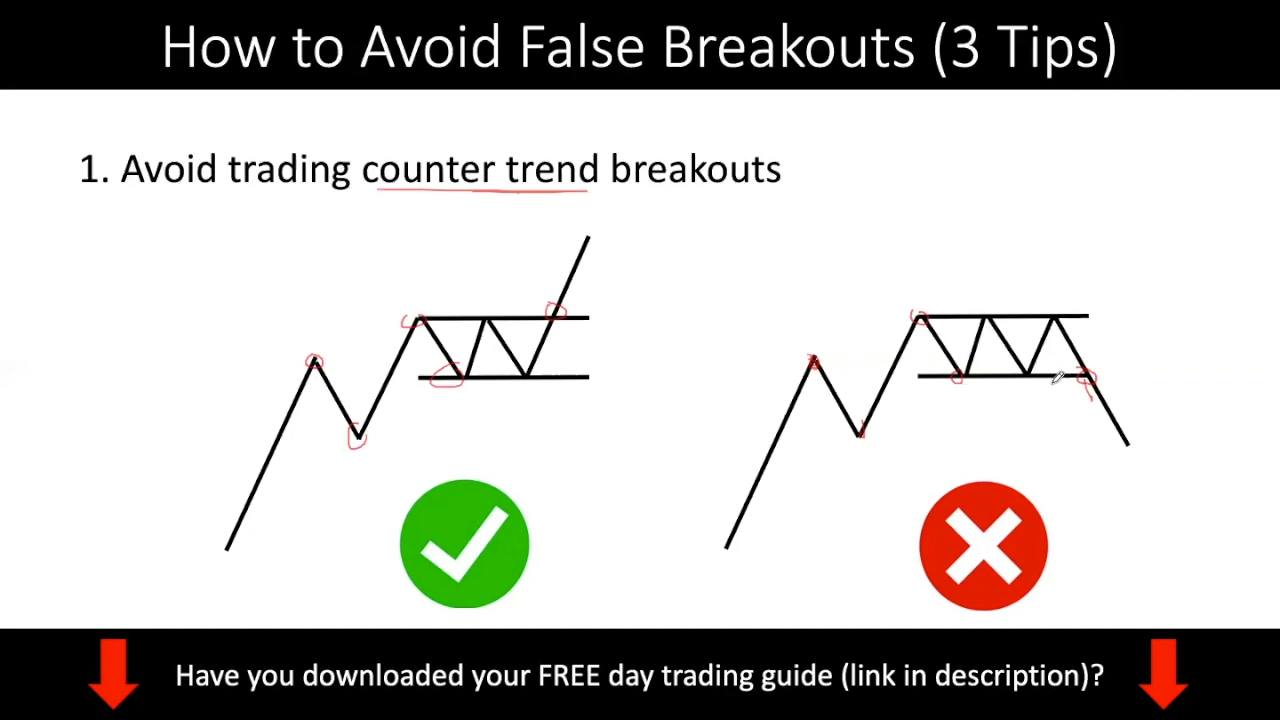 How to Avoid False Breakouts (3 Tips)
1. Avoid trading counter trend breakouts
Have you downloaded your FREE day trading guide (link in description)?